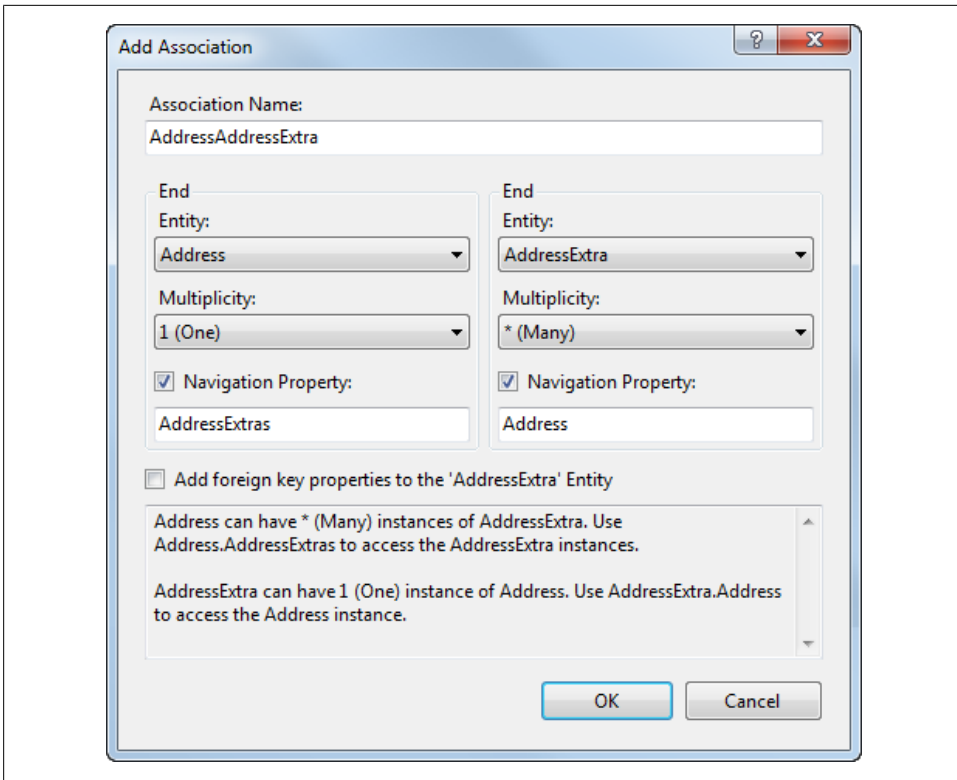 Add Association
?
Association Name:
AddressAddressExtra
End
Entity:
Address
Multiplicity:
1 (One)
Navigation Property:
AddressExtras
End
Entity:
AddressExtra
Multiplicity:
* (Many)
Navigation Property:
Address
Add foreign key properties to the 'AddressExtra' Entity
Address can have * (Many) instances of AddressExtra. Use
Address.AddressExtras to access the AddressExtra instances.
AddressExtra can have 1 (One) instance of Address. Use AddressExtra.Address
to access the Address instance.
OK
Cancel